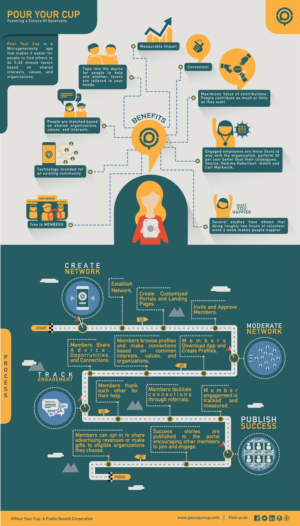 POUR YOUR CUP
Fostering a Culture of Generosity
Pour Your Cup is a
Microgenerosity app
that makes it easier for
people to find others to
do 5-45 minute favors
based on shared
interests, values, and
organizations.
Measurable Impact
Convenient
Taps into the desire
for people to help
one another; favors
are tailored to your
needs.
Maximizes Value of contributions;
People contribute as much or little
as they want.
People are matched based
on shared organizations,
values, and interests.
BENEFITS
Engaged employees are more likely to
stay with the organization, perform 20
per cent better than their colleagues.
Technology branded for
an existing community
Free to MEMBERS
HAPPIER
Several studies have shown that
doing roughly two hours of volunteer
work a week makes people happier.
CREATE
NETWORK
Establish
Network.
Create Customized
Portals and Landing
Pages.
Invite and Approve
Members.
START
MODERATE
NETWORK
Members Share
Advice,
Opportunities,
and Connections.
Members browse profiles
and make connections
based on common
interests, values, and
organizations.
Members
Download App and
Create Profiles.
PROCESS
TRACK
ENGAGEMENT
Members thank
each other for
their help.
Members facilitate
connections
through referrals.
Member
engagement is
tracked and
measured.
PUBLISH
SUCCESS
Members can opt-in to share
advertising revenues or make
gifts to eligible organizations
they choose.
Success stories are
published to the portal
encouraging other members
to join and engage.
FINISH
@Pour Your Cup, A Public Benefit Corporation
www.pouryourcup.com
Find us on: